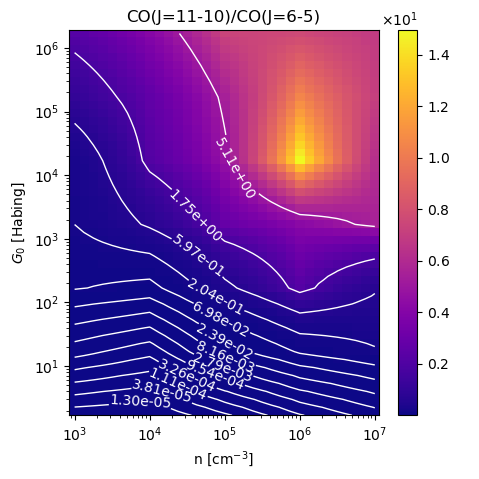 CO(J=11-10)/CO(J=6-5)
×10¹
10⁶
10⁵
10⁴
10³
10²
10¹
G₀ [Habing]
5.11e+00
1.75e+00
5.97e-01
2.04e-01
6.98e-02
2.39e-02
8.16e-03
2.79e-03
9.54e-04
3.26e-04
1.11e-04
3.81e-05
1.30e-05
10³ 10⁴ 10⁵ 10⁶ 10⁷
n [cm⁻³]
1.4
1.2
1.0
0.8
0.6
0.4
0.2